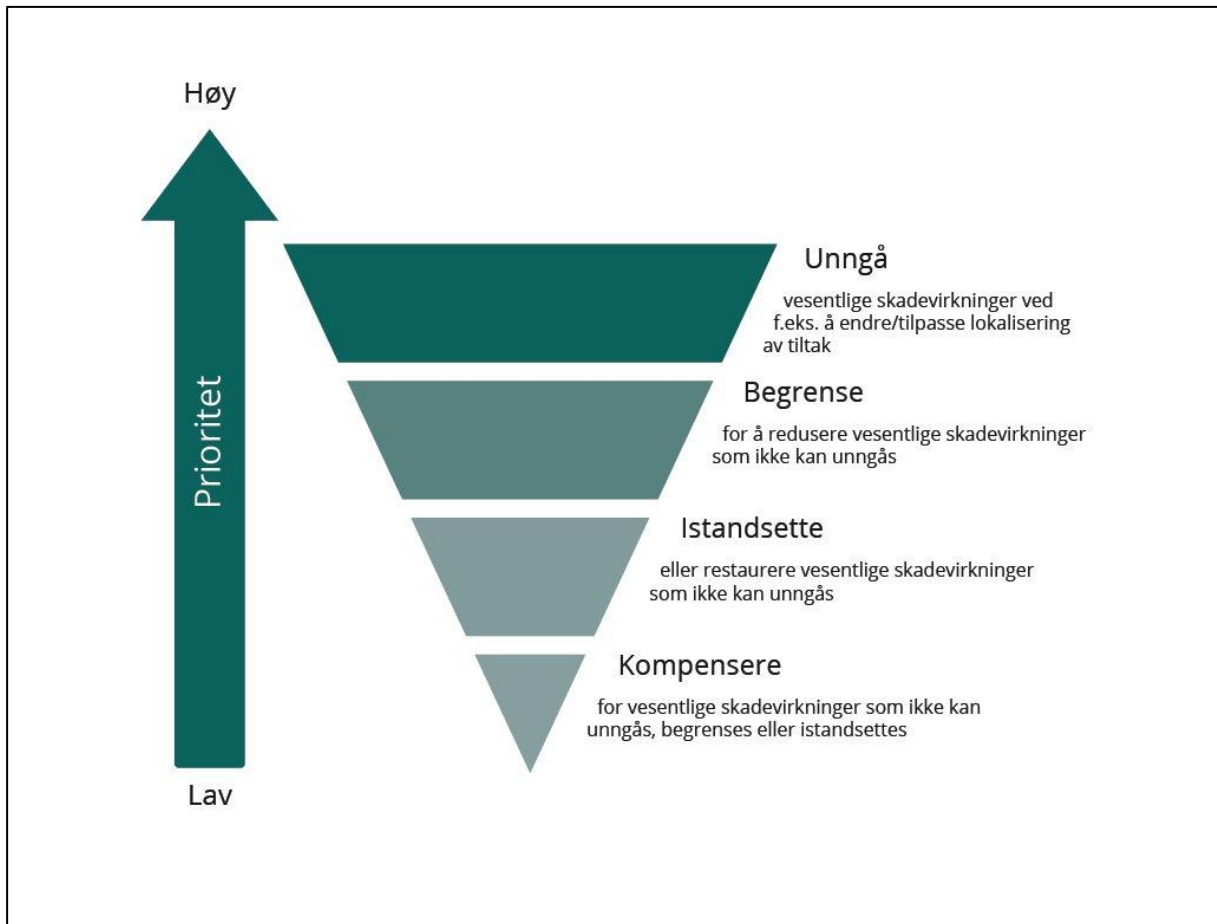 Høy
Prioritet
Lav
Unngå
vesentlige skadevirkninger ved
f.eks. å endre/tilpasse lokalisering
av tiltak
Begrense
for å redusere vesentlige skadevirkninger
som ikke kan unngås
Istandsette
eller restaurere vesentlige skadevirkninger
som ikke kan unngås
Kompensere
for vesentlige skadevirkninger som ikke kan
unngås, begrenses eller istandsettes